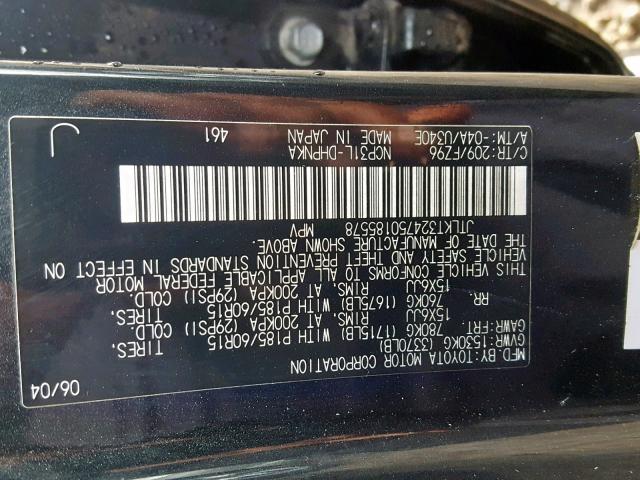 MFD BY:TOYOTA MOTOR CORPORATION 06/04
GVWR:1530KG (3370LB)
GAWR:FRT 780KG (1715LB) WITH P185/60R15 TIRES.
15X6JJ RIMS. AT 200KPA (29PSI) COLD.
RR 760KG (1675LB) WITH P185/60R15 TIRES.
15X6JJ RIMS. AT 200KPA (29PSI) COLD.
THIS VEHICLE CONFORMS TO ALL APPLICABLE FEDERAL MOTOR
VEHICLE SAFETY AND THEFT PREVENTION STANDARDS IN EFFECT ON
THE DATE OF MANUFACTURE SHOWN ABOVE.
JTLKT324750185578 MPV
C/TR:209/FZ96 NCP31L-DHPNKA 461
A/TM:-04A/U340E MADE IN JAPAN